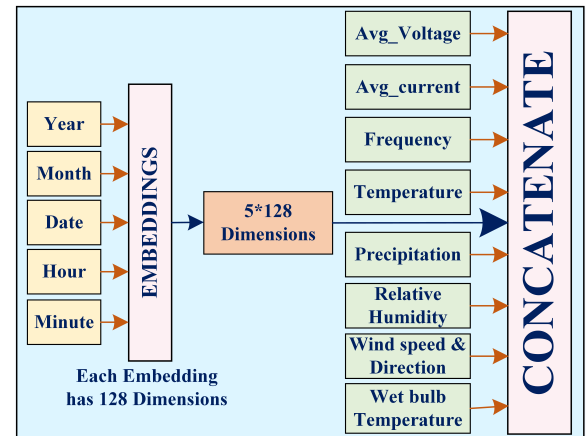 Year
Month
Date
Hour
Minute
EMBEDDINGS
Each Embedding
has 128 Dimensions
5*128
Dimensions
Avg_Voltage
Avg_current
Frequency
Temperature
Precipitation
Relative
Humidity
Wind speed &
Direction
Wet bulb
Temperature
CONCATENATE